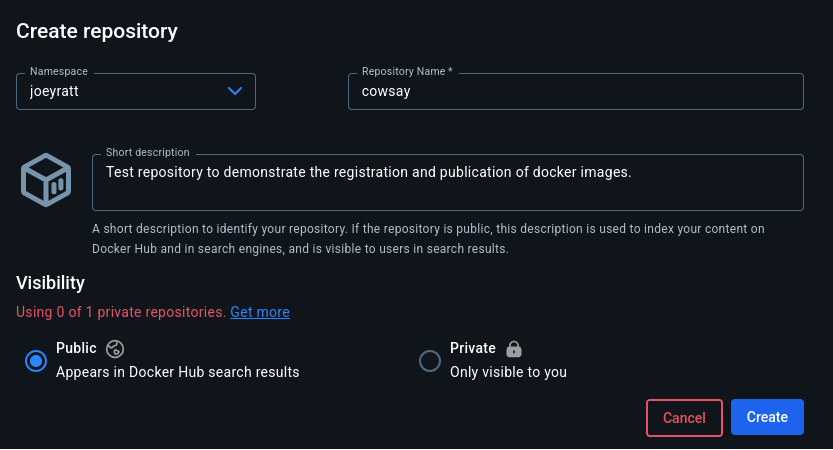 Create repository
Namespace
joeyratt
Repository Name *
cowsay
Short description
Test repository to demonstrate the registration and publication of docker images.
A short description to identify your repository. If the repository is public, this description is used to index your content on
Docker Hub and in search engines, and is visible to users in search results.
Visibility
Using 0 of 1 private repositories. Get more
Public
Appears in Docker Hub search results
Private
Only visible to you
Cancel
Create